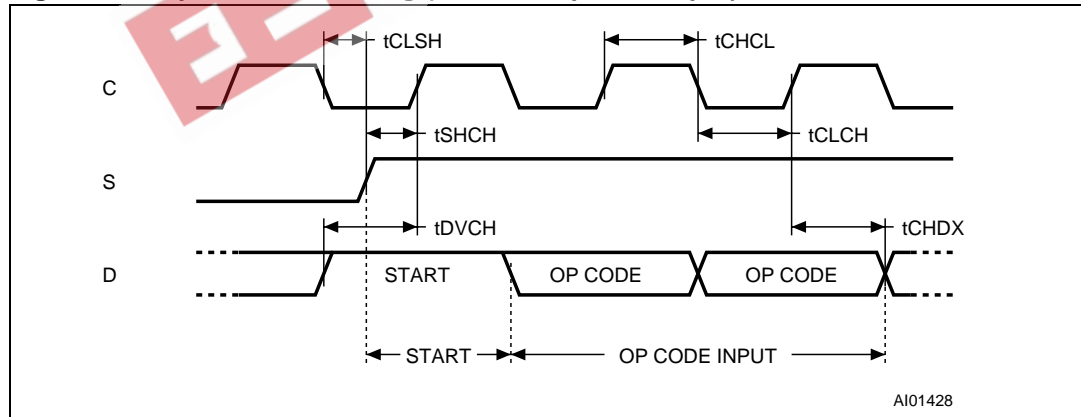 tCLSH
tCHCL
C
tSHCH
tCLCH
S
tDVCH
tCHDX
D
START
OP CODE
OP CODE
START
OP CODE INPUT
AI01428